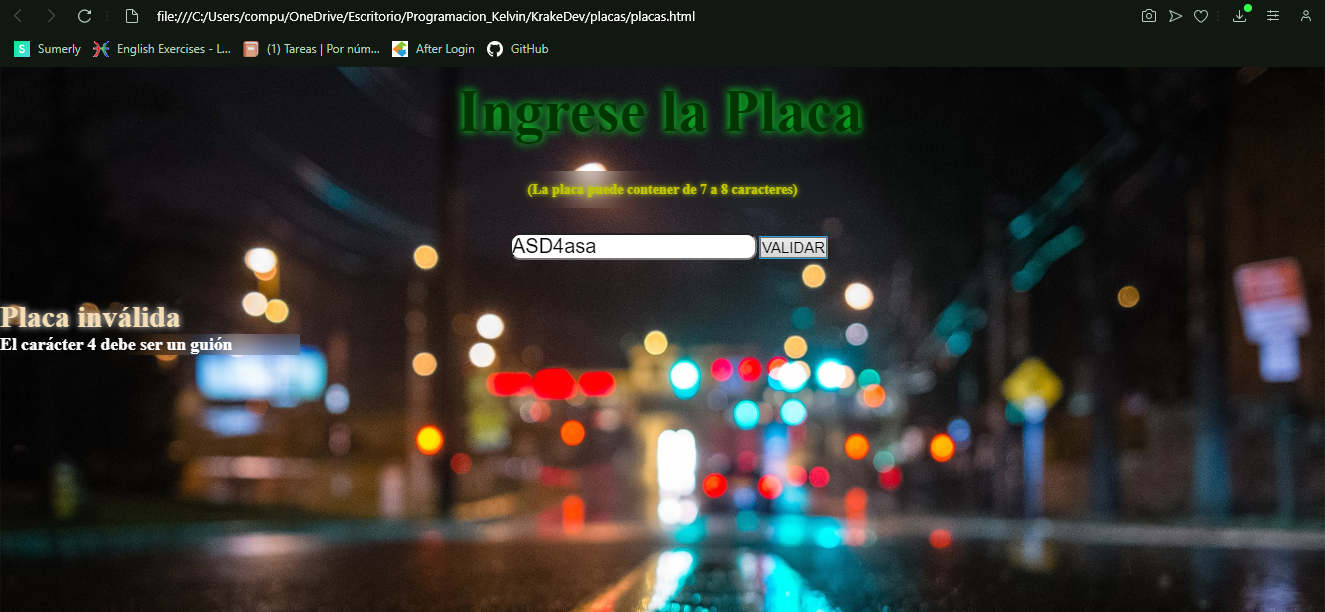 file:///C:/Users/compu/OneDrive/Escritorio/Programacion_Kelvin/KrakeDev/placas/placas.html
Sumerly English Exercises - L... (1) Tareas | Por núm... After Login GitHub
Ingrese la Placa
(La placa puede contener de 7 a 8 caracteres)
ASD4asa VALIDAR
Placa inválida
El carácter 4 debe ser un guión